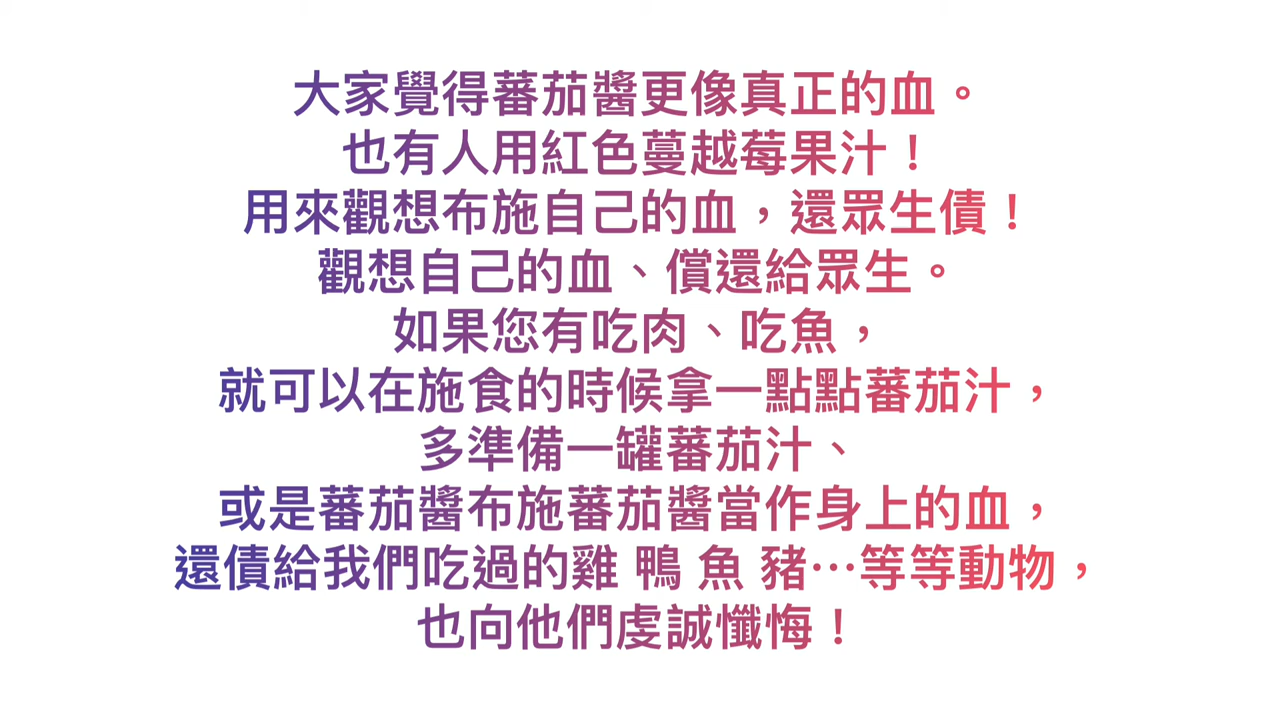 大家覺得蕃茄醬更像真正的血。
也有人用紅色蔓越莓果汁！
用來觀想布施自己的血，還眾生債！
觀想自己的血、償還給眾生。
如果您有吃肉、吃魚，
就可以在施食的時候拿一點點蕃茄汁，
多準備一罐蕃茄汁、
或是蕃茄醬布施蕃茄醬當作身上的血，
還債給我們吃過的雞 鴨 魚 豬⋯等等動物，
也向他們虔誠懺悔！